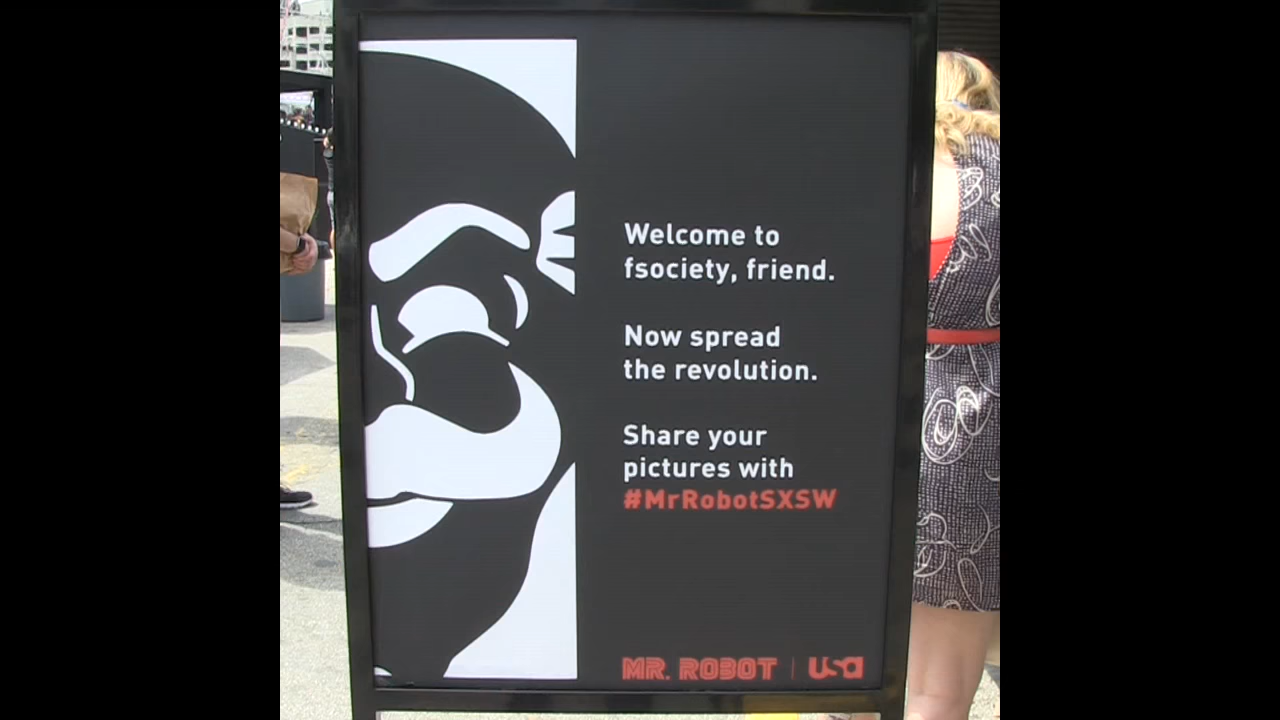 Welcome to
fsociety, friend.
Now spread
the revolution.
Share your
pictures with
#MrRobotSXSW
MR. ROBOT | USA